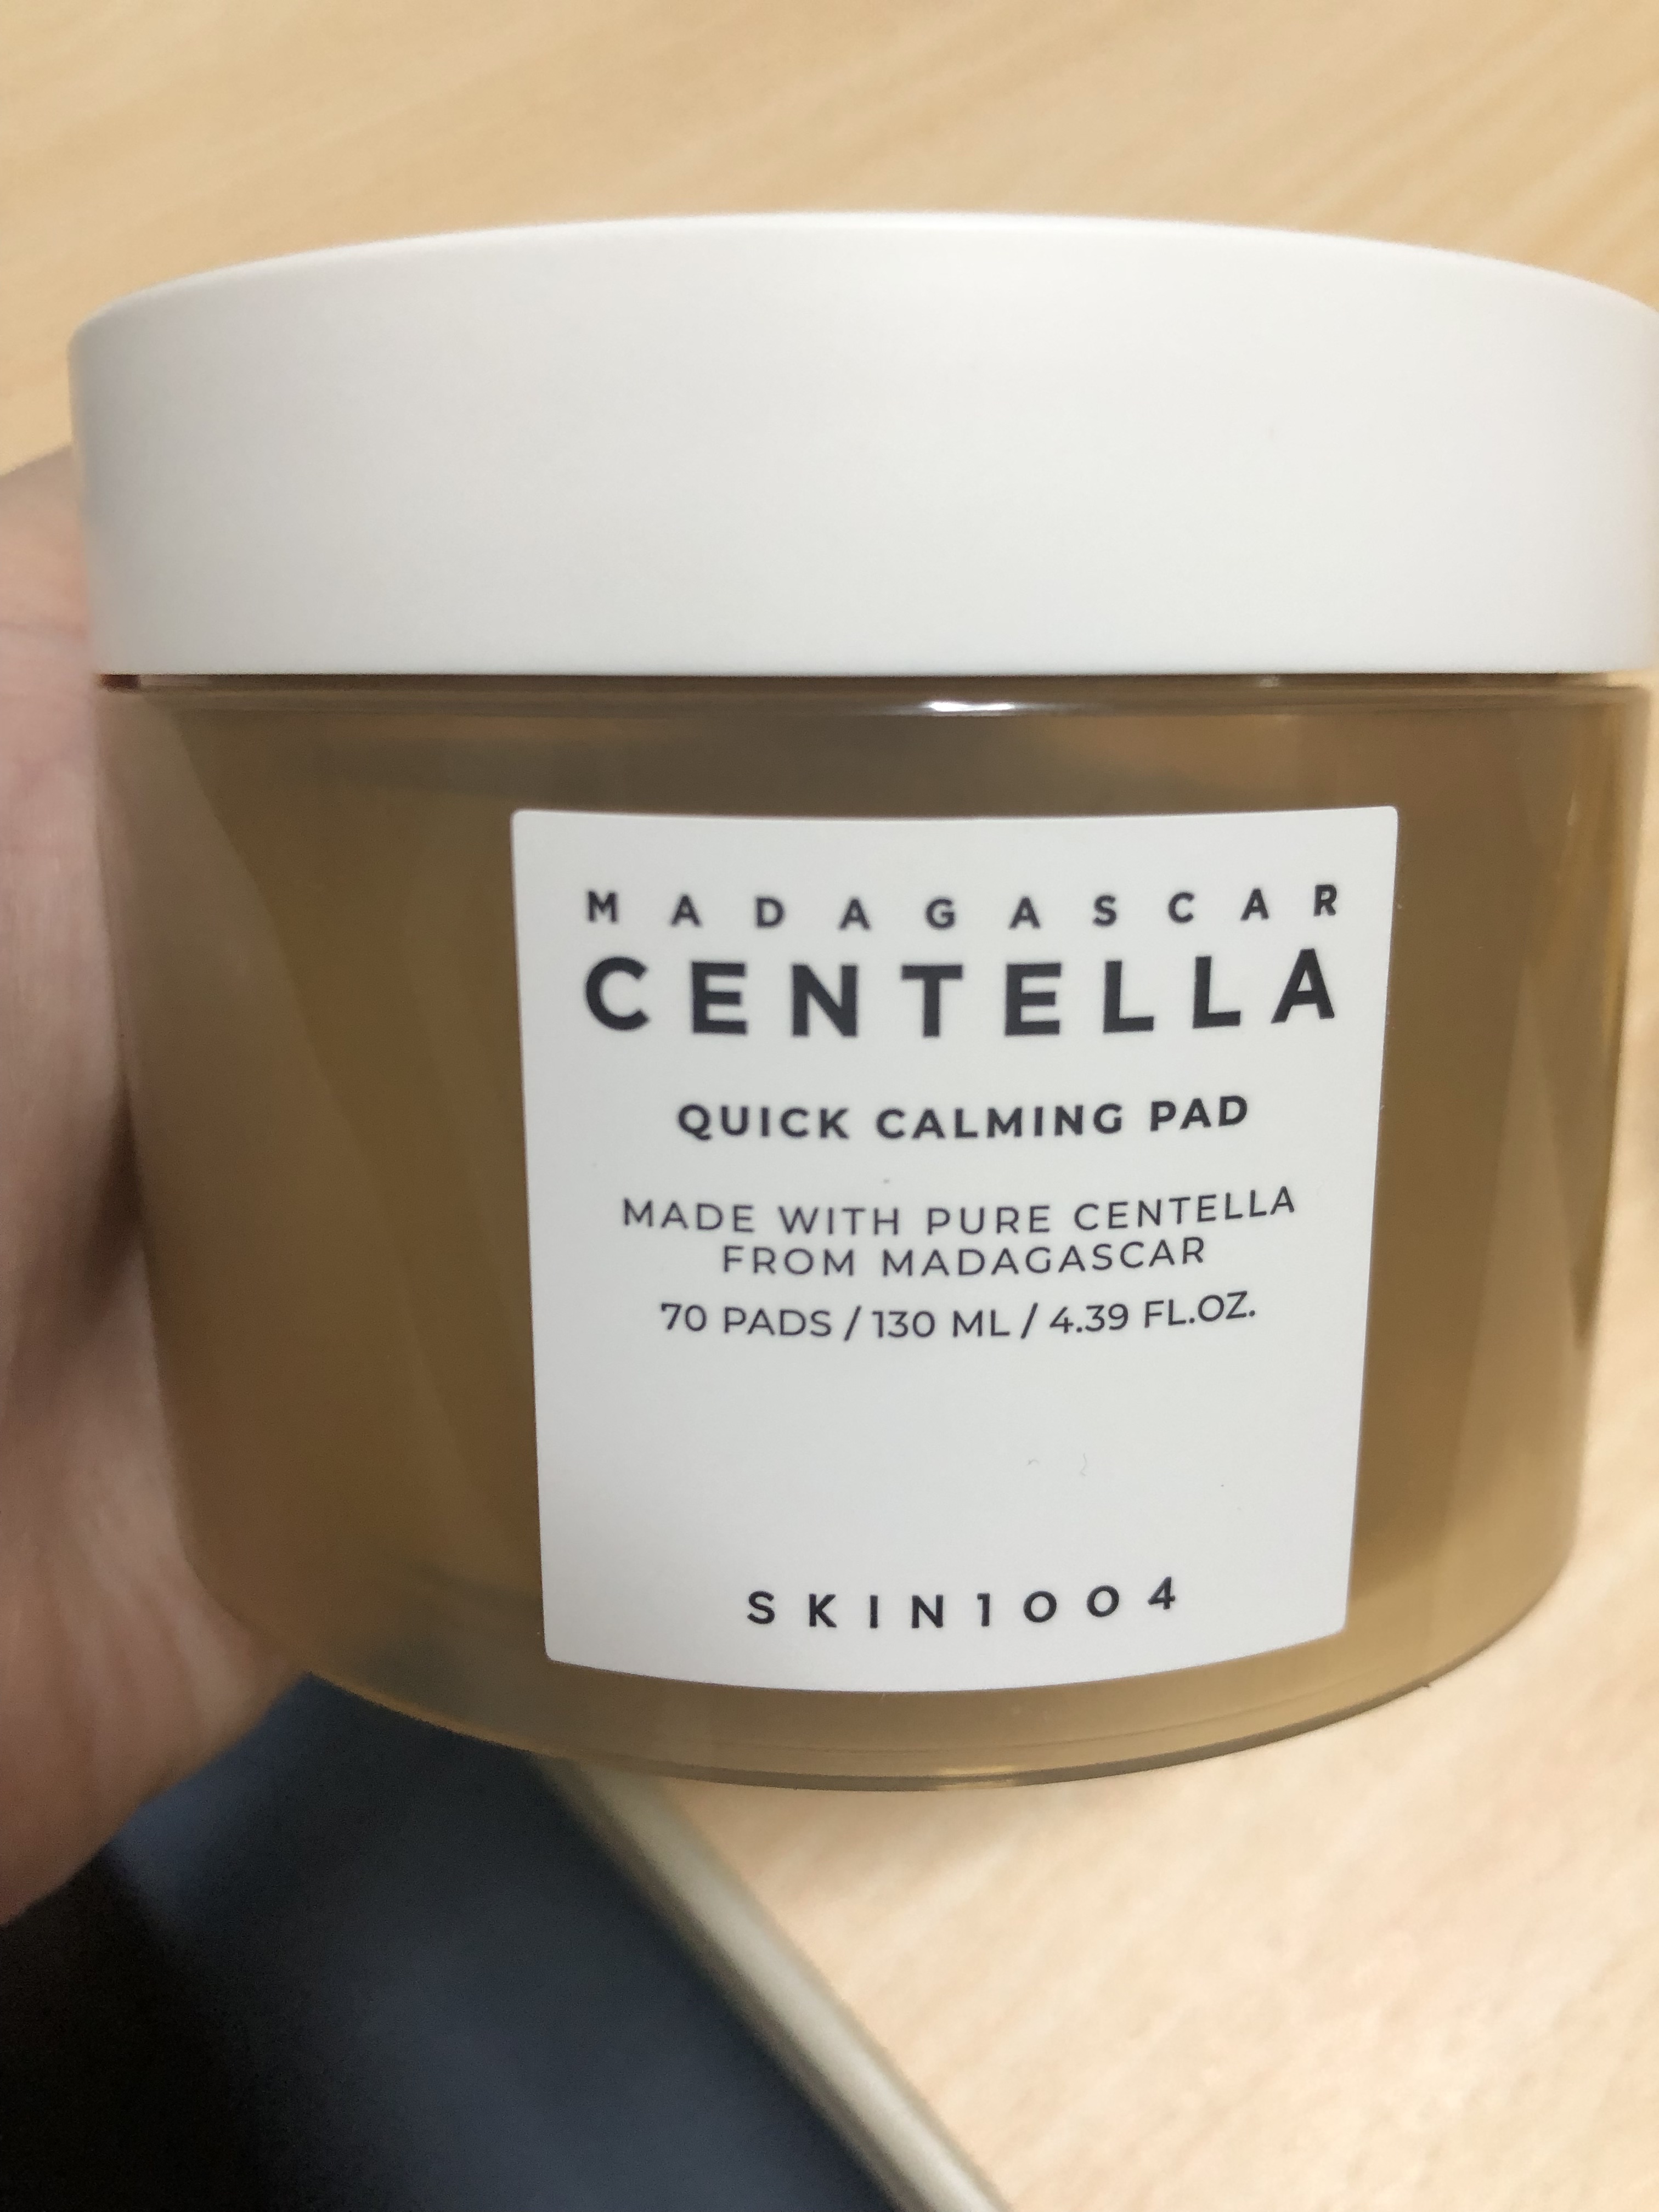 MADAGASCAR
CENTELLA
QUICK CALMING PAD
MADE WITH PURE CENTELLA
FROM MADAGASCAR
70 PADS / 130 ML / 4.39 FL.OZ.
SKIN1004